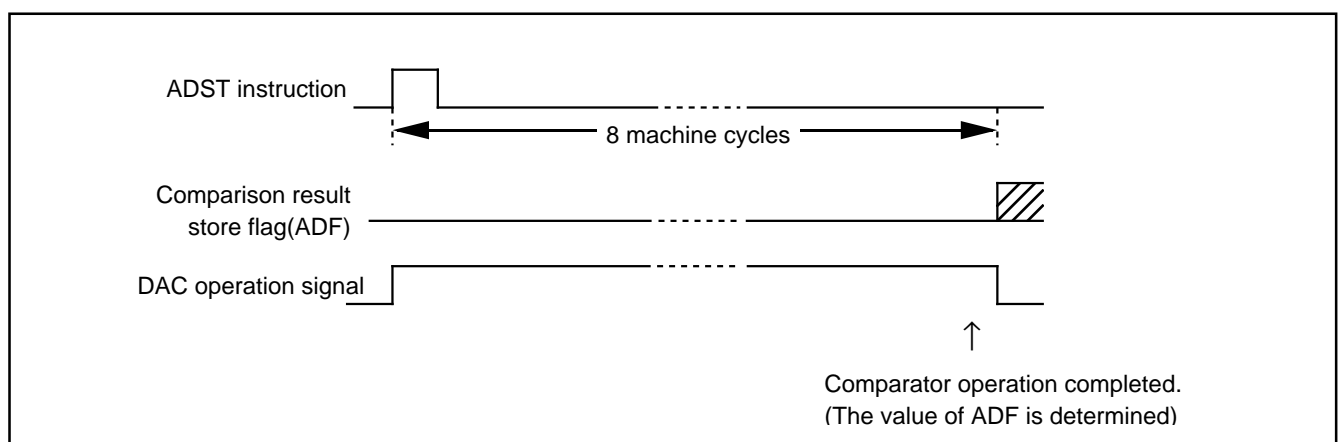 ADST instruction
8 machine cycles
Comparison result
store flag(ADF)
DAC operation signal
↑
Comparator operation completed.
(The value of ADF is determined)